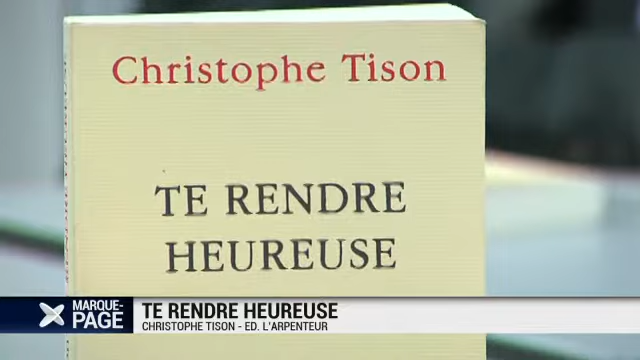 Christophe Tison
TE RENDRE
HEUREUSE
MARQUE-
PAGE
TE RENDRE HEUREUSE
CHRISTOPHE TISON - ED. L'ARPENTEUR